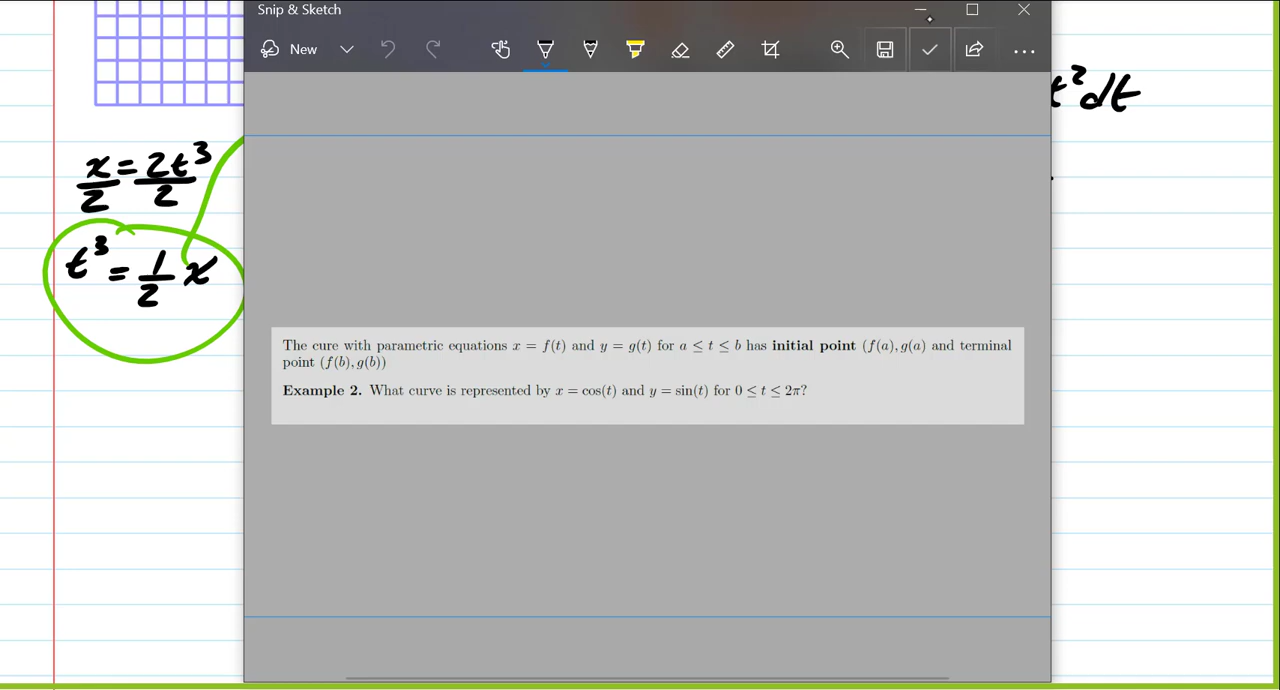 Snip & Sketch
New
t²dt
x/2 = 2t³/2
t³ = 1/2 x
The cure with parametric equations x = f(t) and y = g(t) for a ≤ t ≤ b has initial point (f(a), g(a) and terminal
point (f(b), g(b))
Example 2. What curve is represented by x = cos(t) and y = sin(t) for 0 ≤ t ≤ 2π?